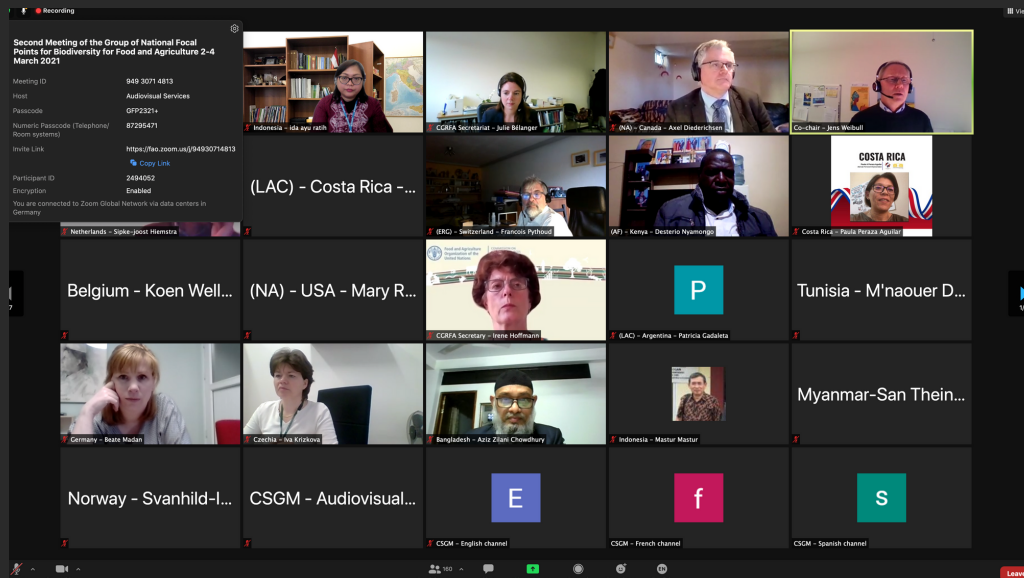 Recording
Vie
Second Meeting of the Group of National Focal
Points for Biodiversity for Food and Agriculture 2-4
March 2021
Meeting ID 949 3071 4813
Host Audiovisual Services
Passcode GFP2321+
Numeric Passcode (Telephone/
Room systems) 87295471
Invite Link https://fao.zoom.us/j/94930714813
Copy Link
Participant ID 2494052
Encryption Enabled
You are connected to Zoom Global Network via data centers in
Germany
Indonesia - ida ayu ratih
CGRFA Secretariat - Julie Bélanger
(NA) - Canada - Axel Diederichsen
Co-chair - Jens Weibull
Netherlands - Sipke-joost Hiemstra
(LAC) - Costa Rica -...
(ERG) - Switzerland - Francois Pythoud
(AF) - Kenya - Desterio Nyamongo
COSTA RICA
Costa Rica - Paula Peraza Aguilar
Belgium - Koen Well...
(NA) - USA - Mary R...
Food and Agriculture
Organization of the
United Nations
CGRFA Secretary - Irene Hoffmann
P
(LAC) - Argentina - Patricia Gadaleta
Tunisia - M'naouer D...
Germany - Beate Madan
Czechia - Iva Krizkova
Bangladesh - Aziz Zilani Chowdhury
Indonesia - Mastur Mastur
Myanmar-San Thein...
Norway - Svanhild-I...
CSGM - Audiovisual...
E
CSGM - English channel
f
CSGM - French channel
S
CSGM - Spanish channel
160
EN
Leave